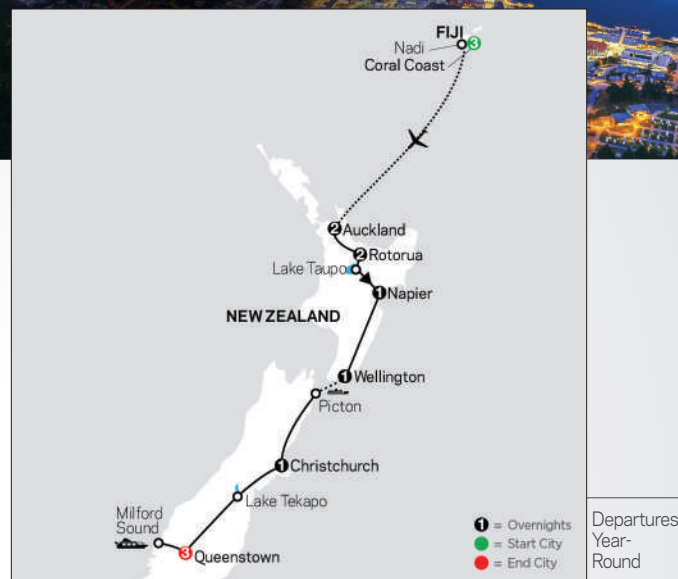 FIJI
Nadi
3
Coral Coast
2 Auckland
2 Rotorua
Lake Taupo
1 Napier
NEW ZEALAND
1 Wellington
Picton
1 Christchurch
Lake Tekapo
Milford
Sound
3 Queenstown
1 = Overnights
= Start City
= End City
Departures
Year-
Round